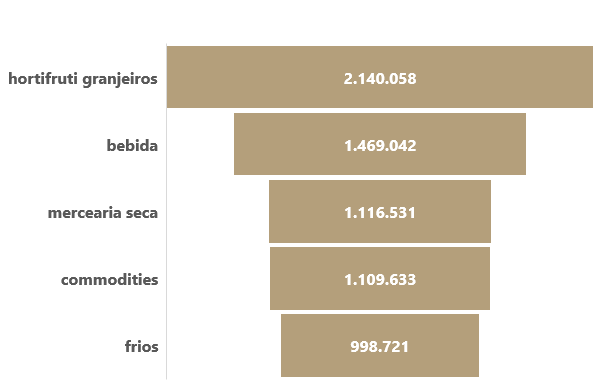 hortifruti granjeiros 2.140.058
bebida 1.469.042
mercearia seca 1.116.531
commodities 1.109.633
frios 998.721